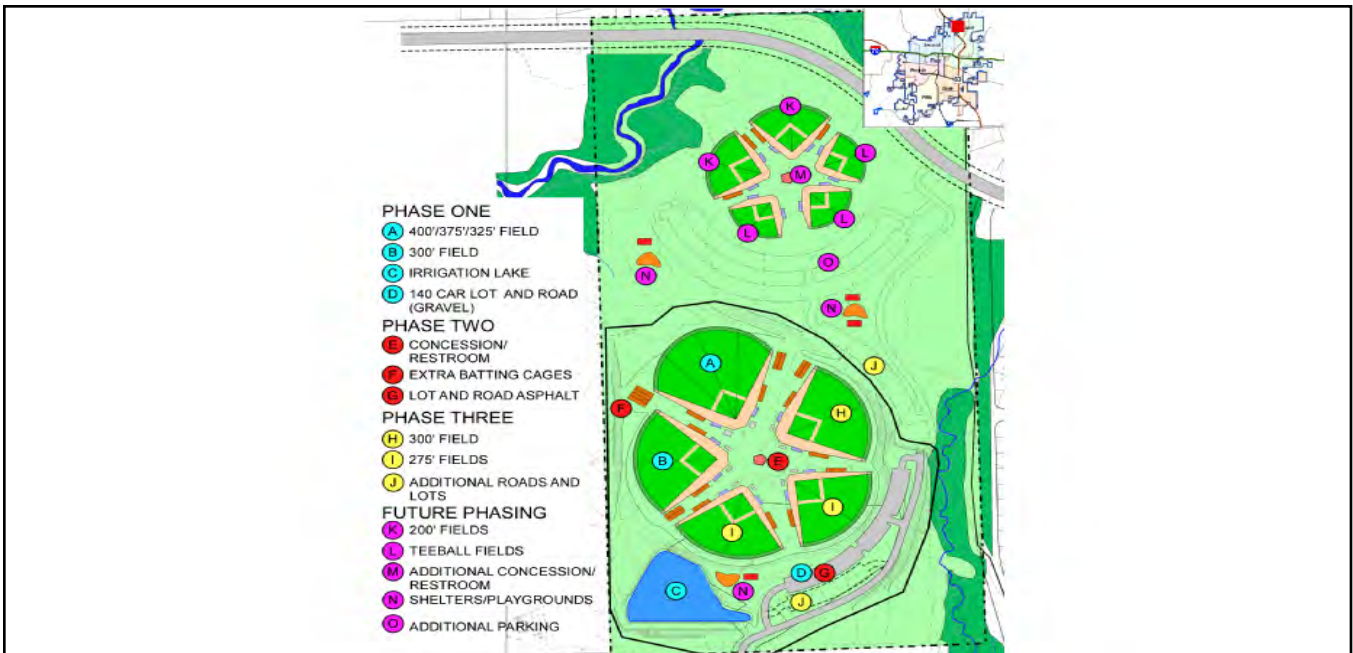 PHASE ONE
A 400'/375'/325' FIELD
B 300' FIELD
C IRRIGATION LAKE
D 140 CAR LOT AND ROAD
(GRAVEL)
PHASE TWO
E CONCESSION/
RESTROOM
F EXTRA BATTING CAGES
G LOT AND ROAD ASPHALT
PHASE THREE
H 300' FIELD
I 275' FIELDS
J ADDITIONAL ROADS AND
LOTS
FUTURE PHASING
K 200' FIELDS
L TEEBALL FIELDS
M ADDITIONAL CONCESSION/
RESTROOM
N SHELTERS/PLAYGROUNDS
O ADDITIONAL PARKING
K
K
L
M
L
L
O
N
N
J
A
H
F
B
E
I
I
D G
C
N
J